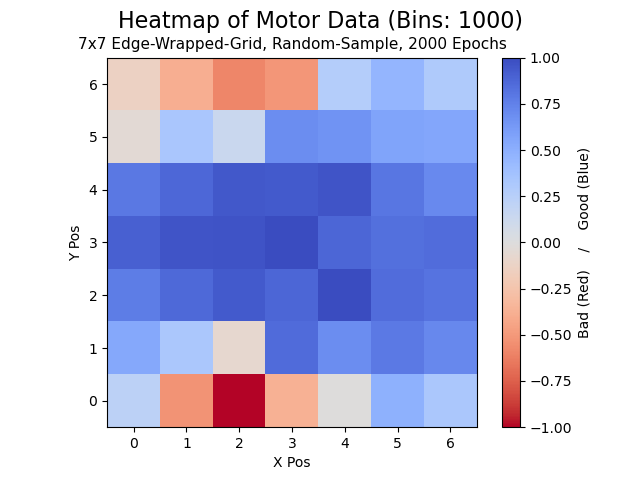 Heatmap of Motor Data (Bins: 1000)
7x7 Edge-Wrapped-Grid, Random-Sample, 2000 Epochs
6
5
4
3
2
1
0
Y Pos
0 1 2 3 4 5 6
X Pos
1.00
0.75
0.50
0.25
0.00
−0.25
−0.50
−0.75
−1.00
Bad (Red) / Good (Blue)